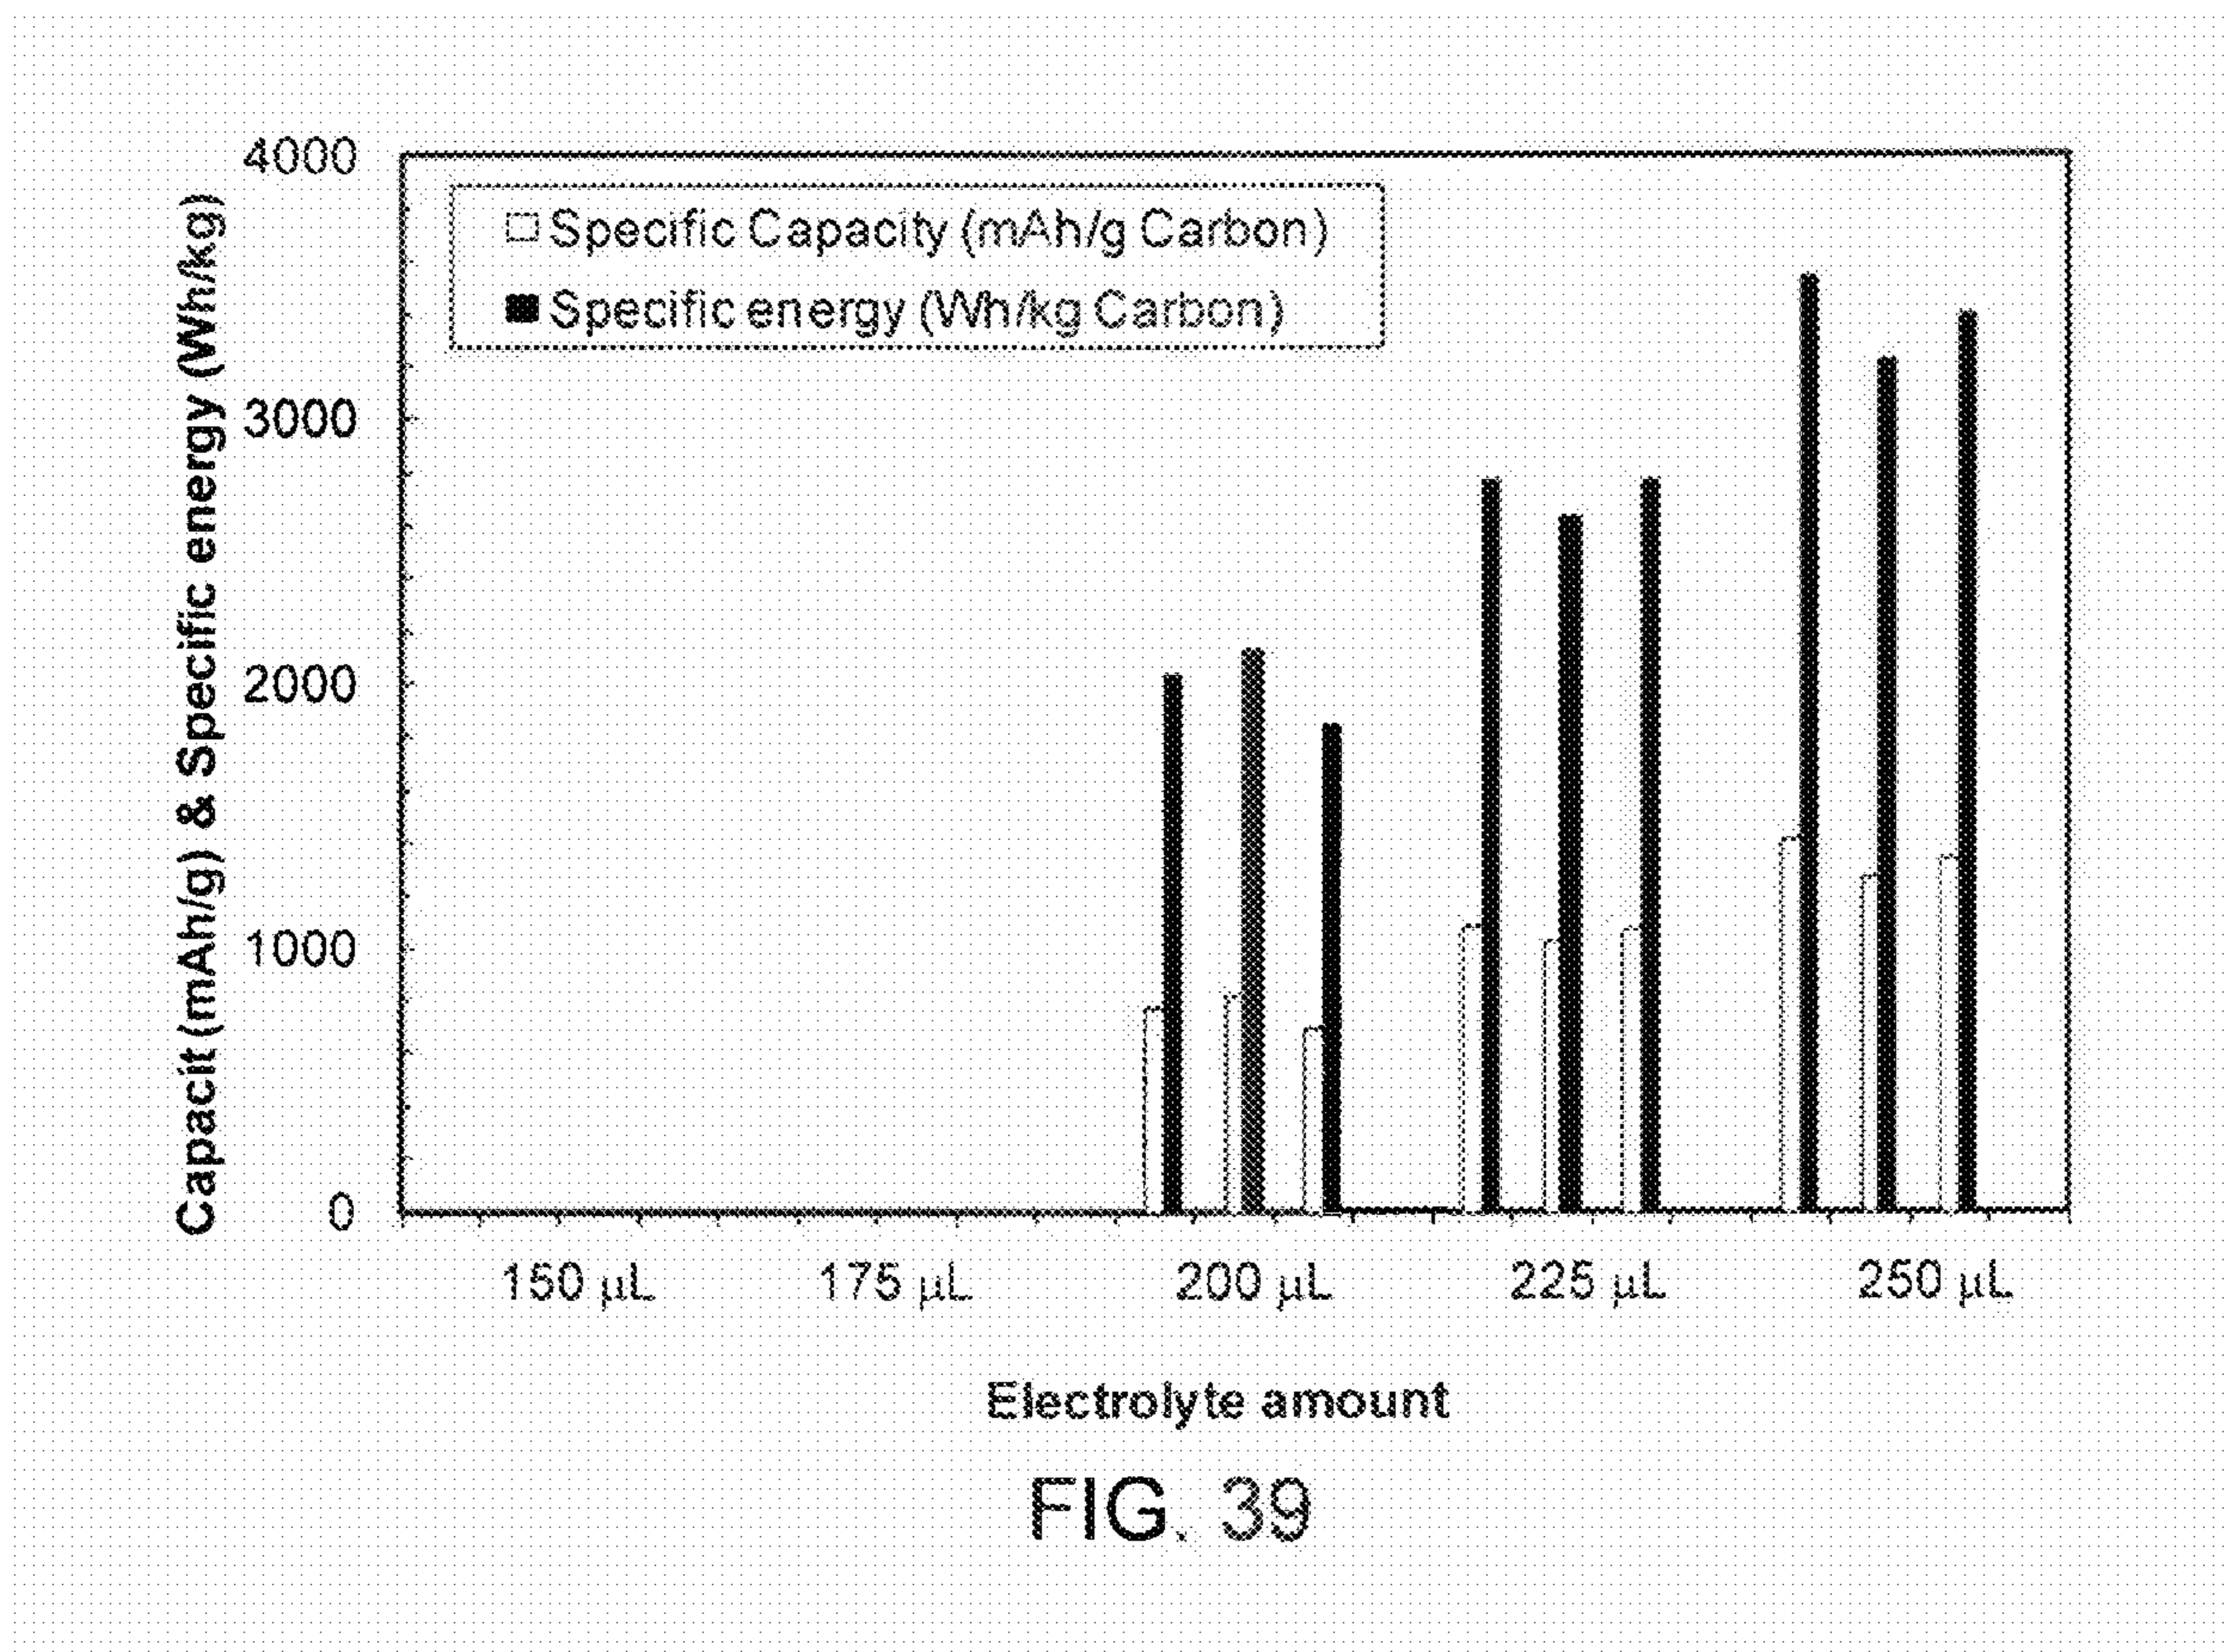 4000
3000
2000
1000
0
Capacit (mAh/g) & Specific energy (Wh/kg)
Specific Capacity (mAh/g Carbon)
Specific energy (Wh/kg Carbon)
150 µL 175 µL 200 µL 225 µL 250 µL
Electrolyte amount
FIG. 39